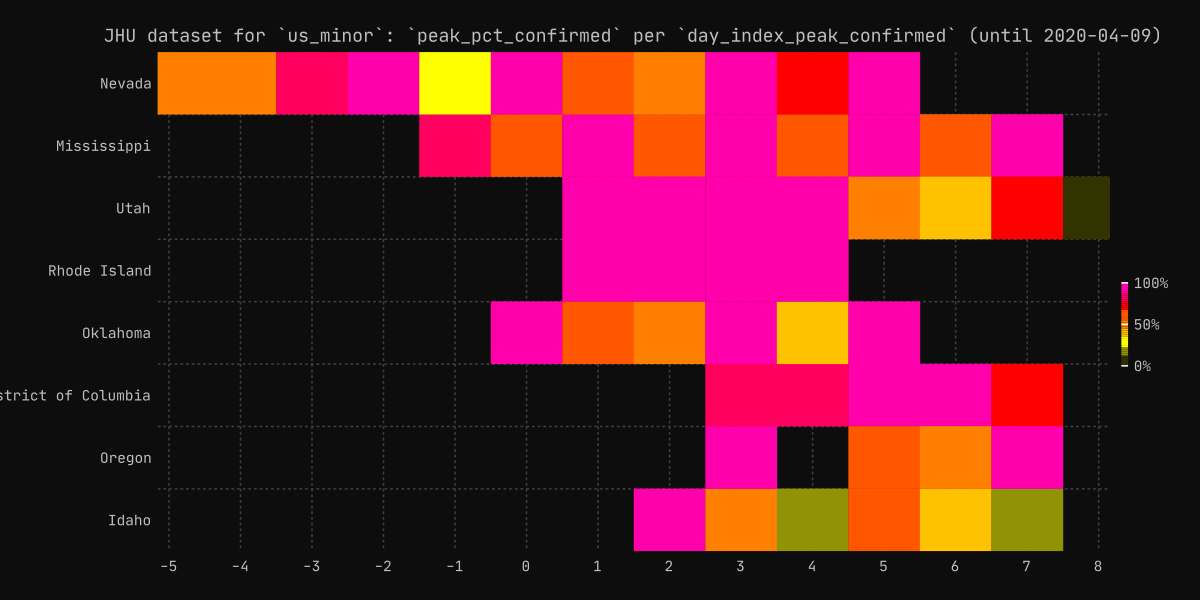 JHU dataset for `us_minor`: `peak_pct_confirmed` per `day_index_peak_confirmed` (until 2020-04-09)
Nevada
Mississippi
Utah
Rhode Island
Oklahoma
strict of Columbia
Oregon
Idaho
100%
50%
0%
-5 -4 -3 -2 -1 0 1 2 3 4 5 6 7 8